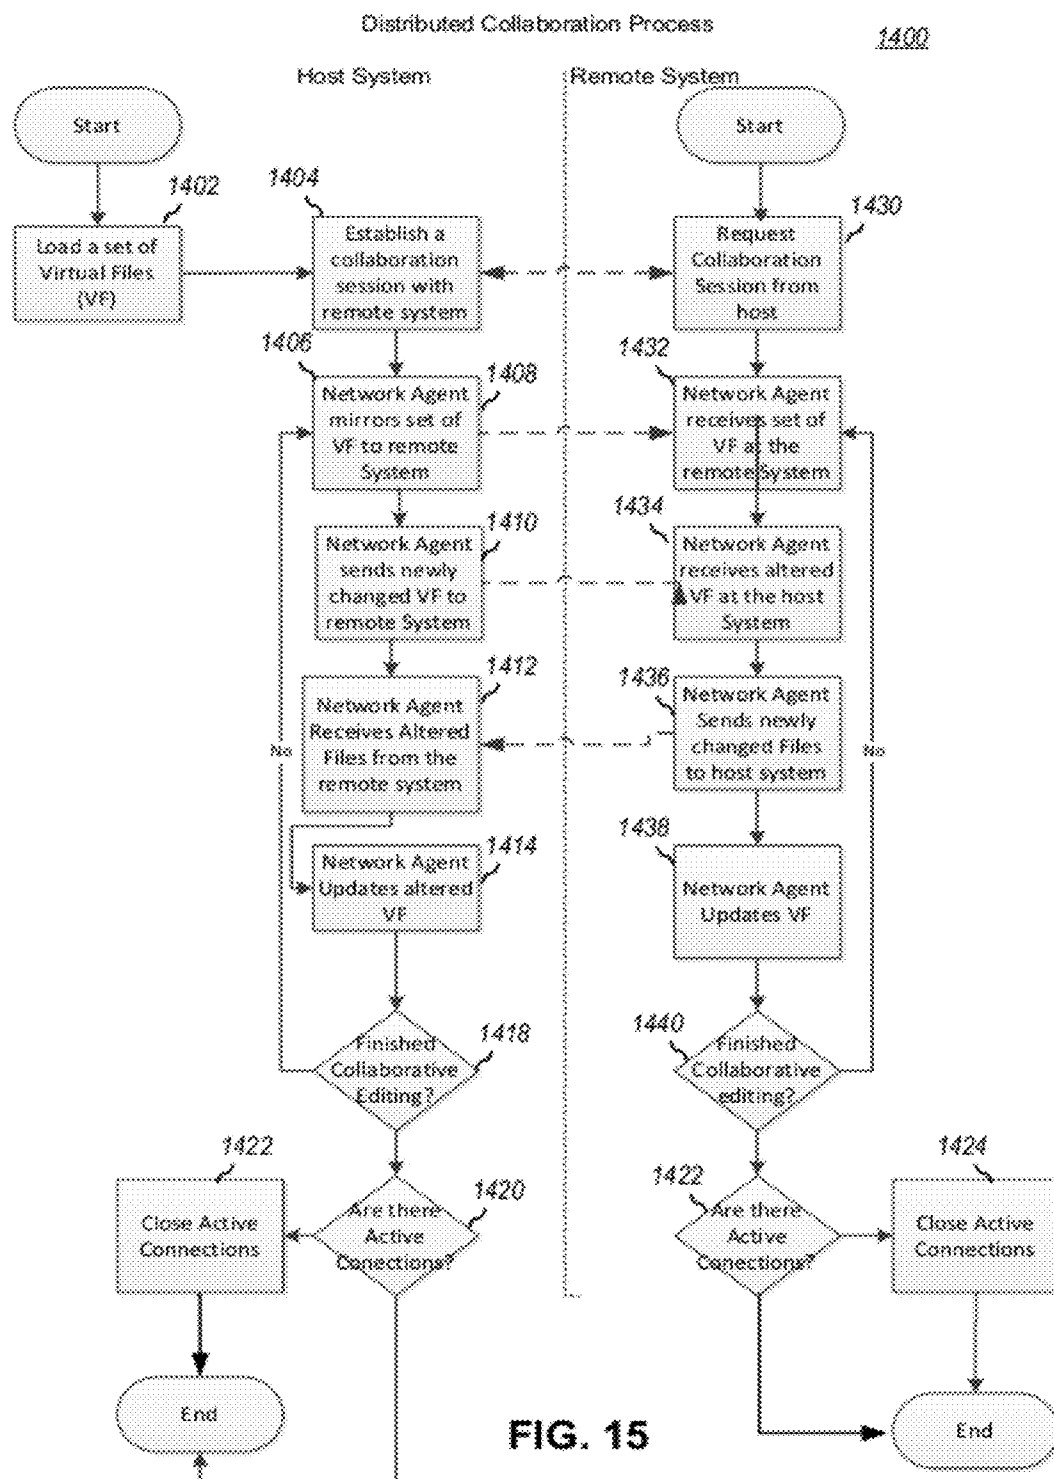 Distributed Collaboration Process
1400
Host System
Remote System
Start
Start
1402
1404
1430
Load a set of
Virtual Files
(VF)
Establish a
collaboration
session with
remote system
Request
Collaboration
Session from
host
1406
1408
1432
Network Agent
mirrors set of
VF to remote
System
Network Agent
receives set of
VF at the
remote System
1410
1434
Network Agent
sends newly
changed VF to
remote System
Network Agent
receives altered
VF at the host
System
1412
1436
Network Agent
Receives Altered
Files from the
remote system
Network Agent
Sends newly
changed Files
to host system
No
No
1414
1438
Network Agent
Updates altered
VF
Network Agent
Updates VF
1418
1440
Finished
Collaborative
Editing?
Finished
Collaborative
editing?
1422
1420
1422
1424
Close Active
Connections
Are there
Active
Conections?
Are there
Active
Conections?
Close Active
Connections
End
End
FIG. 15